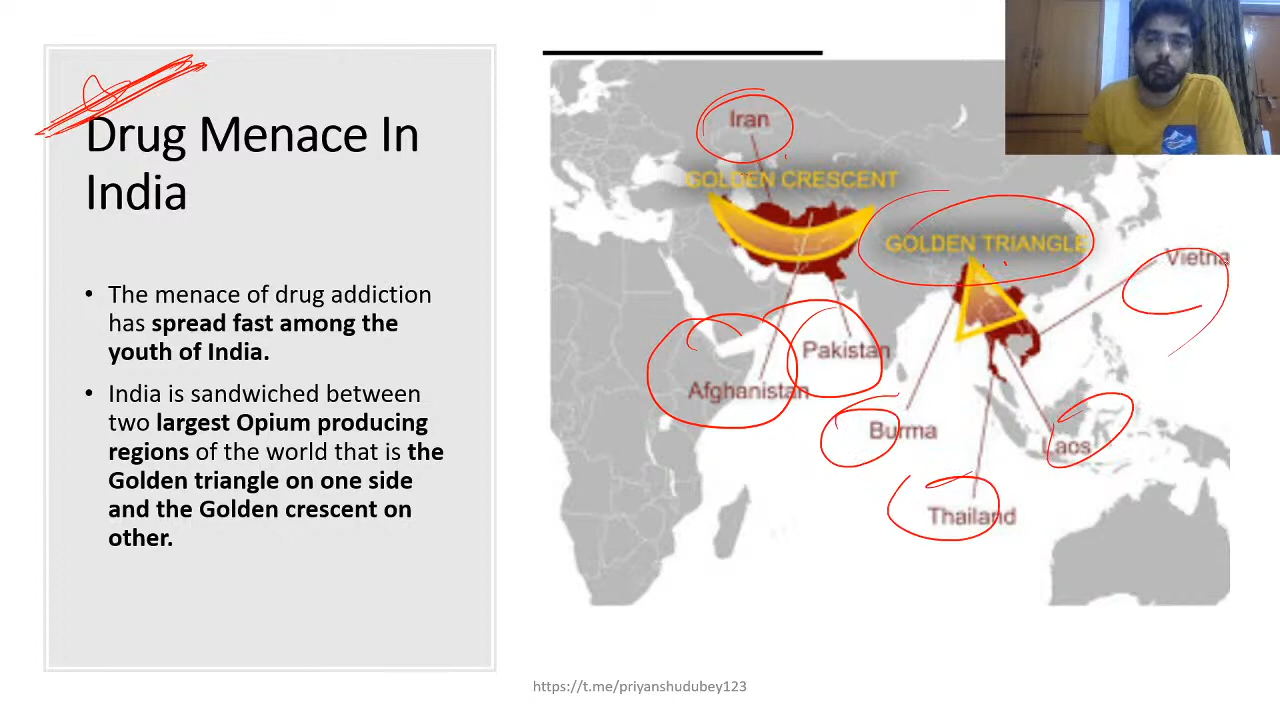 Drug Menace In
India
• The menace of drug addiction
has spread fast among the
youth of India.
• India is sandwiched between
two largest Opium producing
regions of the world that is the
Golden triangle on one side
and the Golden crescent on
other.
Iran
GOLDEN CRESCENT
GOLDEN TRIANGLE
Vietna
Pakistan
Afghanistan
Burma
Laos
Thailand
https://t.me/priyanshudubey123